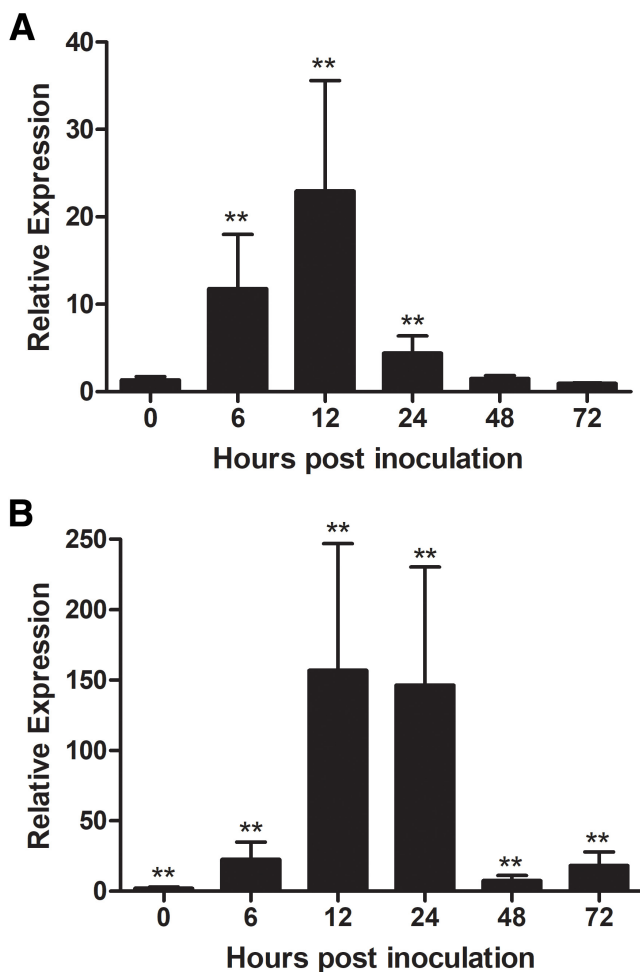 A
Relative Expression
40
30
20
10
0
** ** **
0 6 12 24 48 72
Hours post inoculation
B
Relative Expression
250
200
150
100
50
0
** ** ** ** ** **
0 6 12 24 48 72
Hours post inoculation